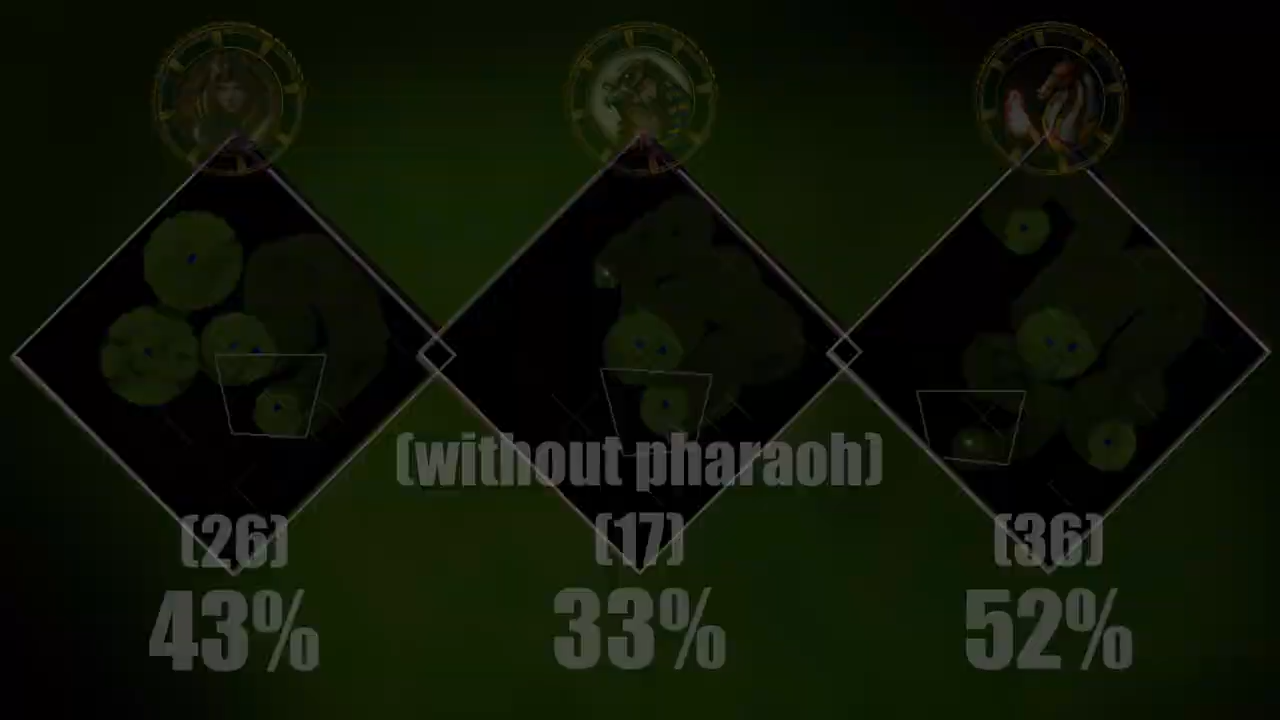 (without pharaoh)
(26) (17) (36)
43% 33% 52%